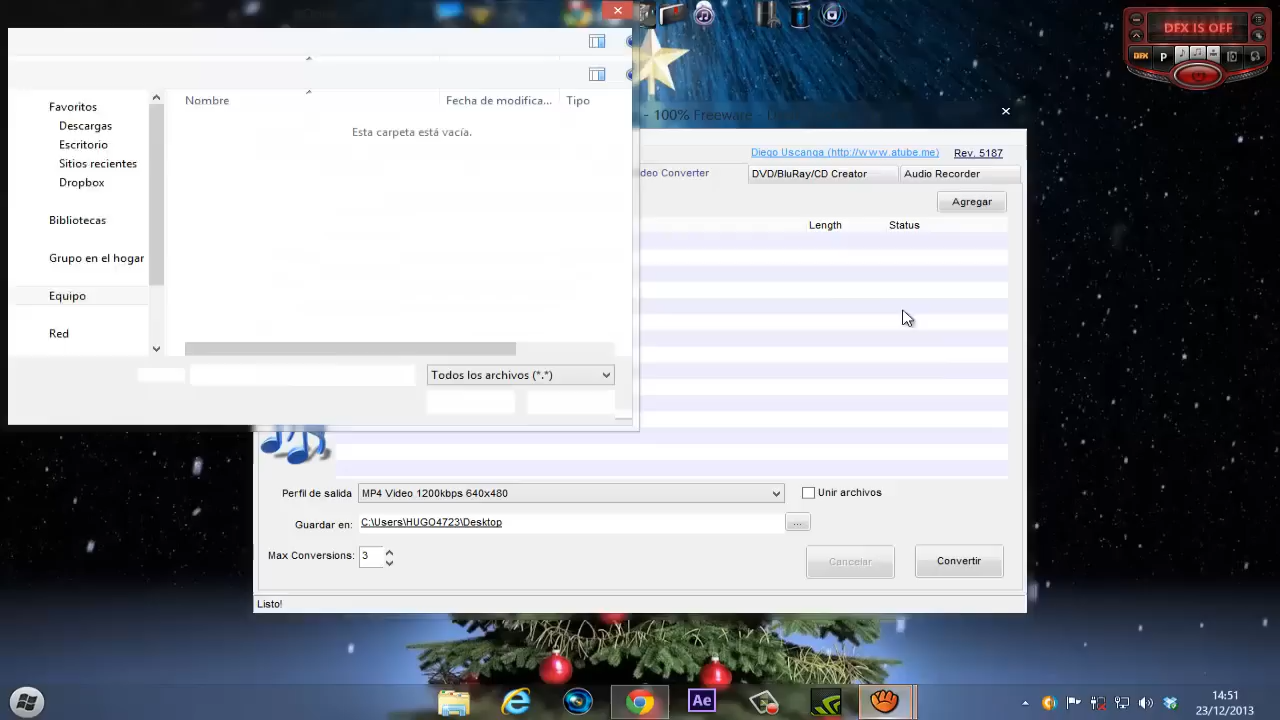 DFX IS OFF
DFX
P
Nombre
Fecha de modifica...
Tipo
Esta carpeta está vacía.
Favoritos
Descargas
Escritorio
Sitios recientes
Dropbox
Bibliotecas
Grupo en el hogar
Equipo
Red
Todos los archivos (*.*)
- 100% Freeware -
Diego Uscanga (http://www.atube.me)
Rev. 5187
deo Converter
DVD/BluRay/CD Creator
Audio Recorder
Agregar
Length
Status
Perfil de salida
MP4 Video 1200kbps 640x480
Unir archivos
Guardar en:
C:\Users\HUGO4723\Desktop
...
Max Conversions:
3
Cancelar
Convertir
Listo!
Ae
14:51
23/12/2013